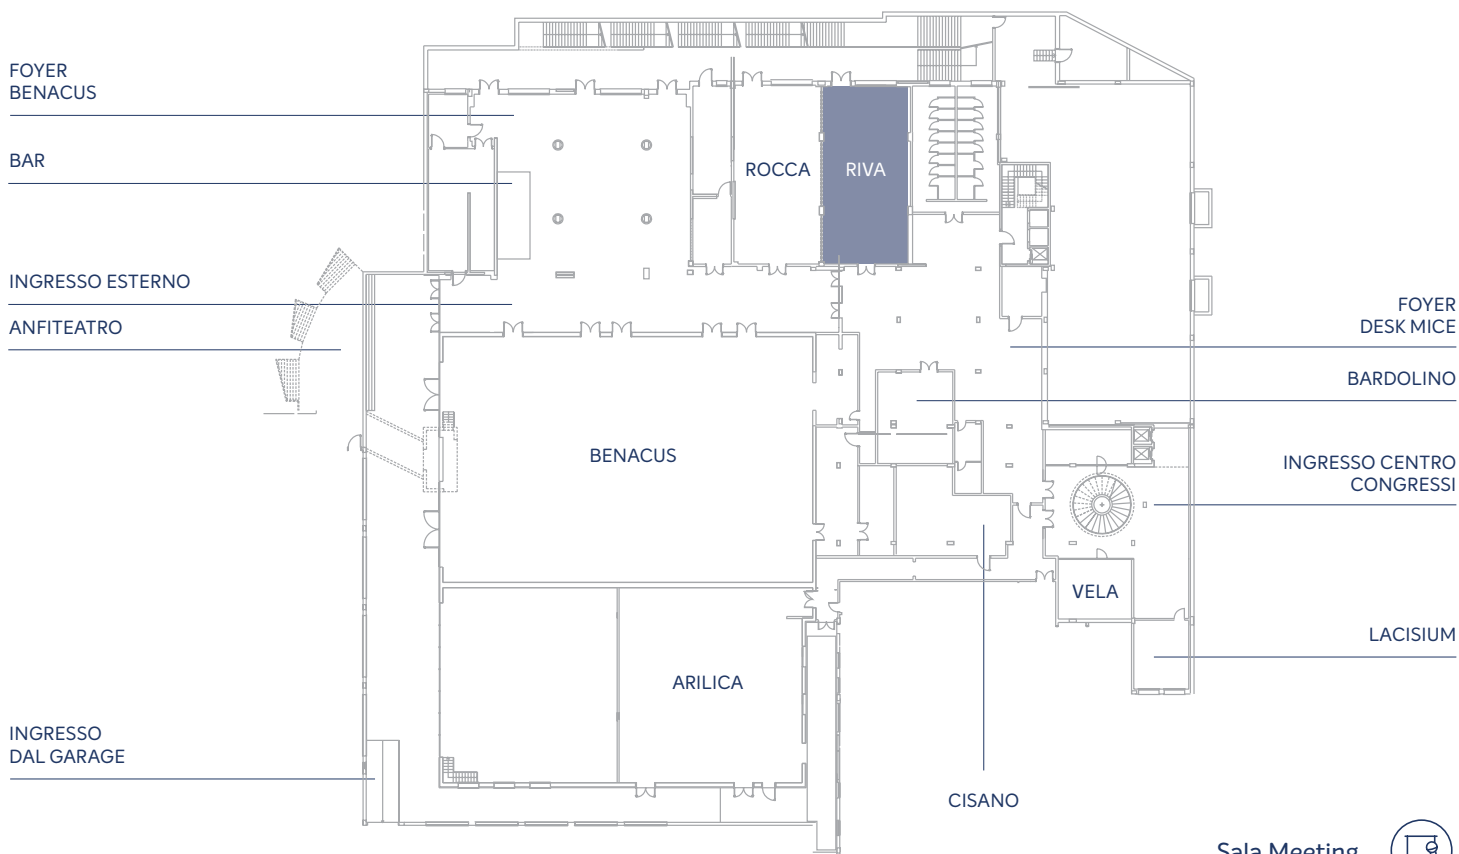 FOYER
BENACUS
BAR
ROCCA
RIVA
INGRESSO ESTERNO
ANFITEATRO
FOYER
DESK MICE
BARDOLINO
BENACUS
INGRESSO CENTRO
CONGRESSI
VELA
LACISIUM
ARILICA
INGRESSO
DAL GARAGE
CISANO
Sala Meeting